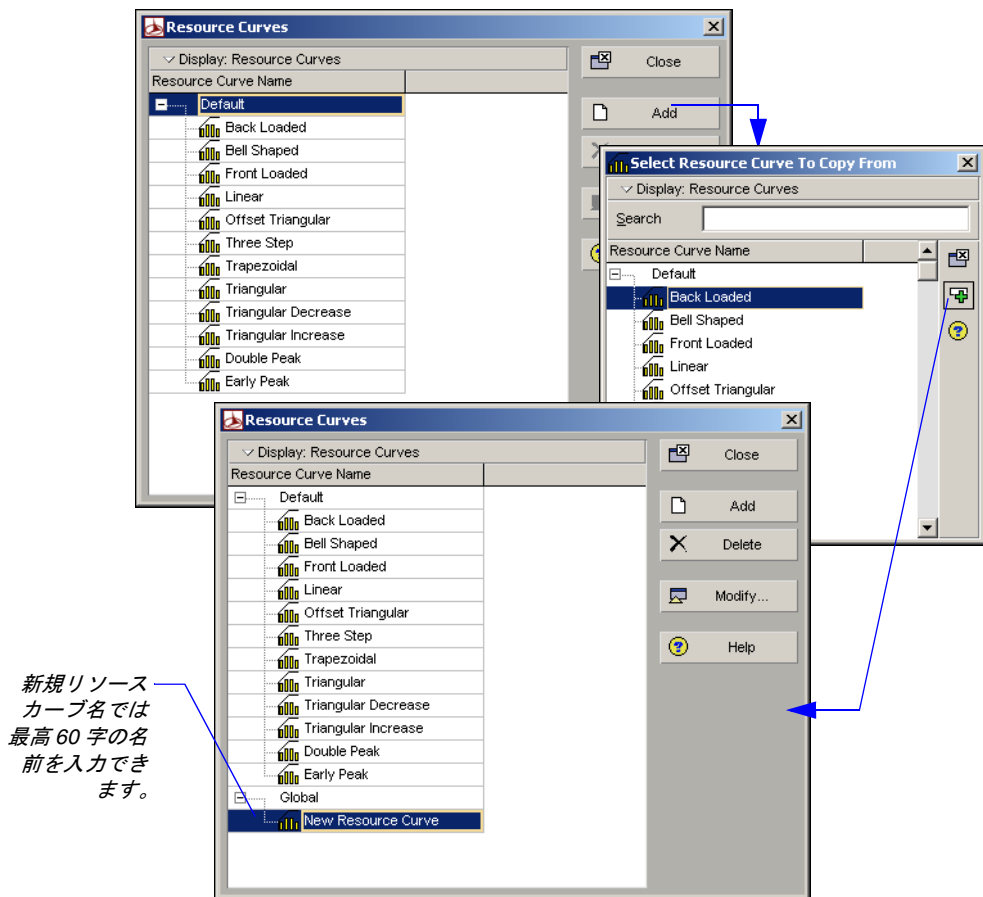 Resource Curves
Display: Resource Curves
Resource Curve Name
Default
Back Loaded
Bell Shaped
Front Loaded
Linear
Offset Triangular
Three Step
Trapezoidal
Triangular
Triangular Decrease
Triangular Increase
Double Peak
Early Peak
Close
Add
Select Resource Curve To Copy From
Display: Resource Curves
Search
Resource Curve Name
Default
Back Loaded
Bell Shaped
Front Loaded
Linear
Offset Triangular
Resource Curves
Display: Resource Curves
Resource Curve Name
Default
Back Loaded
Bell Shaped
Front Loaded
Linear
Offset Triangular
Three Step
Trapezoidal
Triangular
Triangular Decrease
Triangular Increase
Double Peak
Early Peak
Global
New Resource Curve
Close
Add
Delete
Modify...
Help
新規リソース
カーブ名では
最高 60 字の名
前を入力でき
ます。